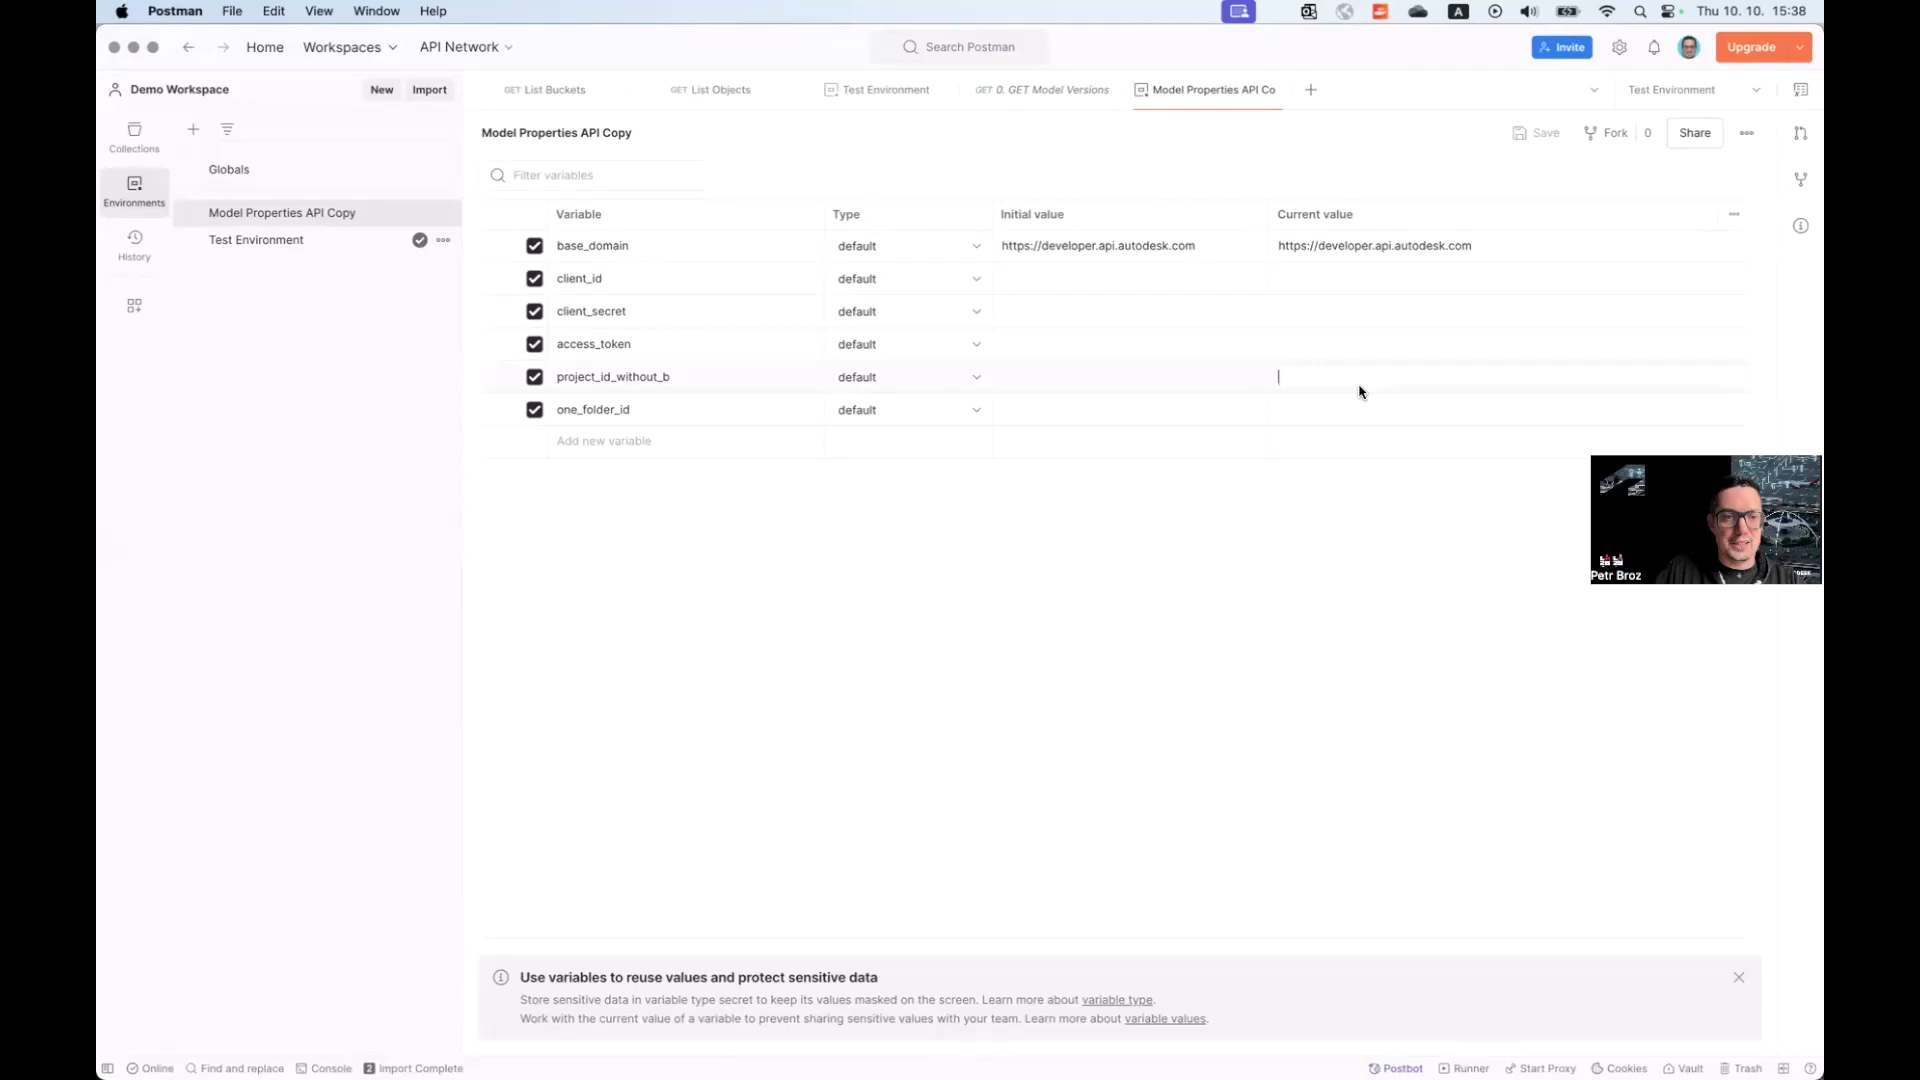 Postman File Edit View Window Help
A
Thu 10. 10. 15:38
Home Workspaces API Network
Search Postman
Invite
Upgrade
Demo Workspace
New Import
GET List Buckets
GET List Objects
Test Environment
GET 0. GET Model Versions
Model Properties API Co
Test Environment
Collections
Environments
History
Globals
Model Properties API Copy
Test Environment
Model Properties API Copy
Save Fork 0 Share
Filter variables
Variable Type Initial value Current value
base_domain default https://developer.api.autodesk.com https://developer.api.autodesk.com
client_id default
client_secret default
access_token default
project_id_without_b default
one_folder_id default
Add new variable
Petr Broz
Use variables to reuse values and protect sensitive data
Store sensitive data in variable type secret to keep its values masked on the screen. Learn more about variable type.
Work with the current value of a variable to prevent sharing sensitive values with your team. Learn more about variable values.
Online Find and replace Console 2 Import Complete
Postbot Runner Start Proxy Cookies Vault Trash